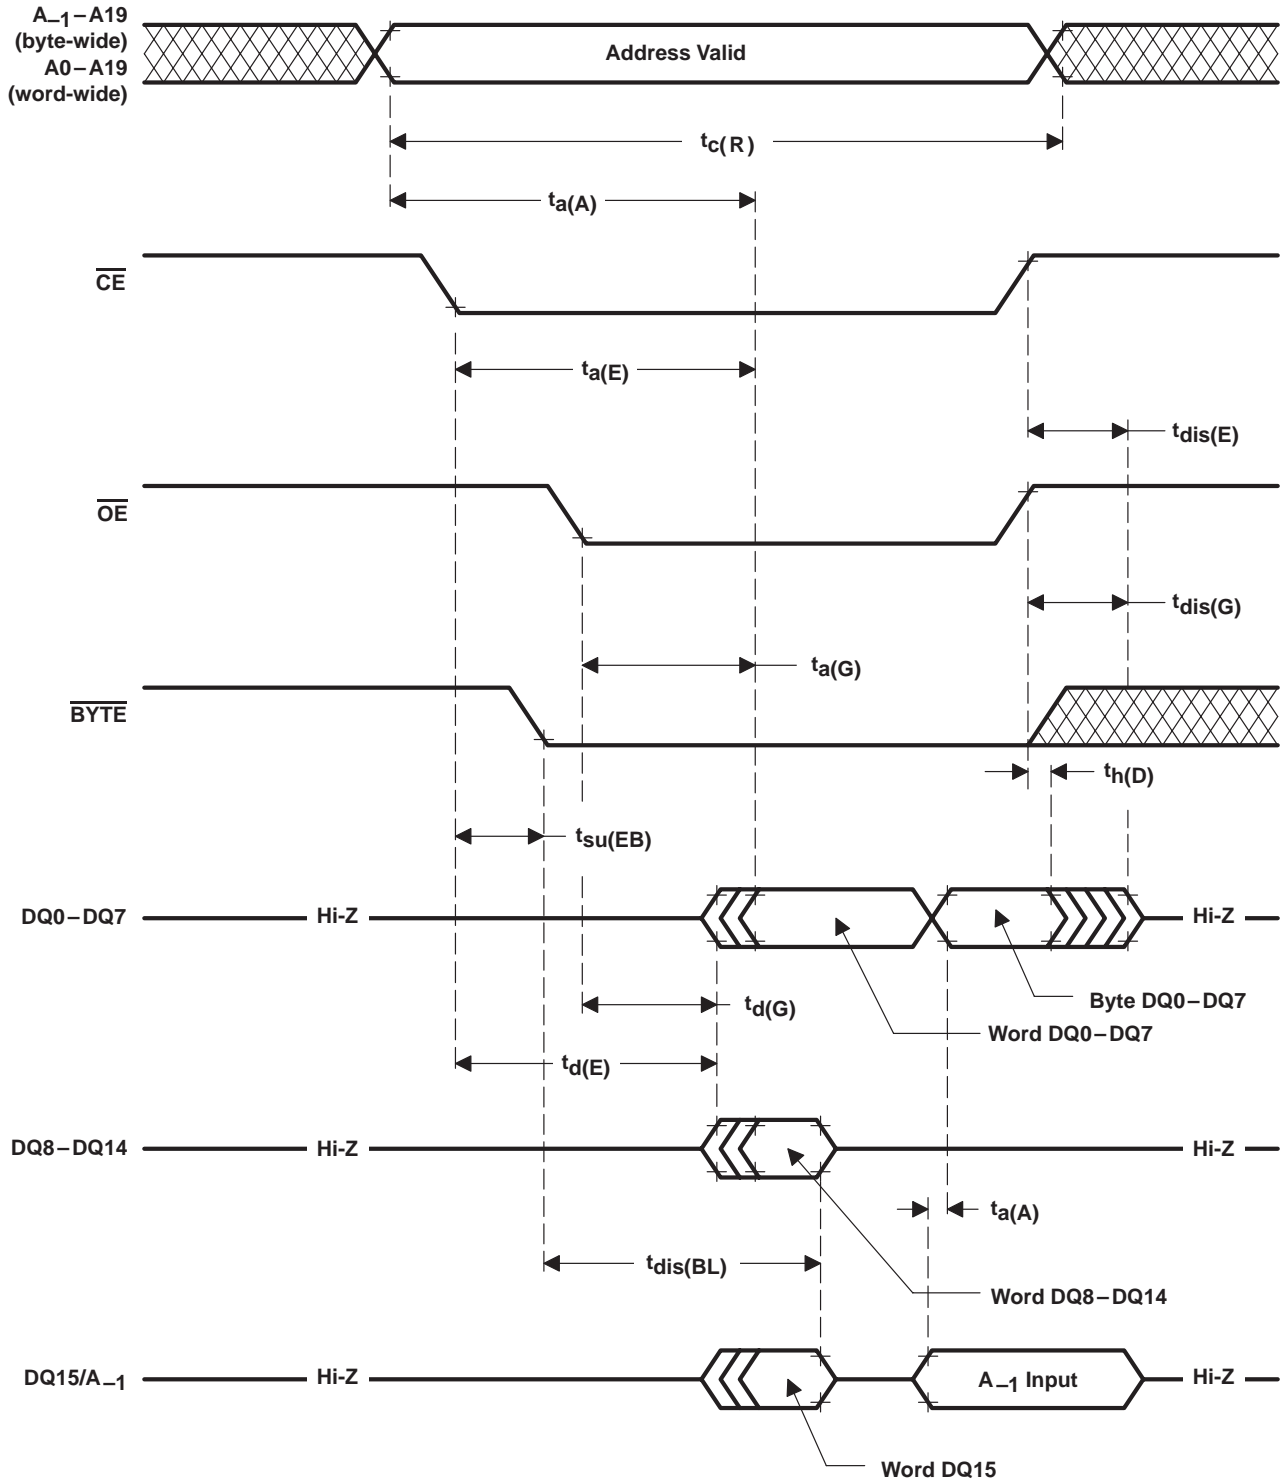 A–1–A19
(byte-wide)
A0–A19
(word-wide)
Address Valid
tc(R)
ta(A)
CE
ta(E)
tdis(E)
OE
tdis(G)
ta(G)
BYTE
th(D)
tsu(EB)
DQ0–DQ7
Hi-Z
Hi-Z
Byte DQ0–DQ7
td(G)
Word DQ0–DQ7
td(E)
DQ8–DQ14
Hi-Z
Hi-Z
ta(A)
tdis(BL)
Word DQ8–DQ14
DQ15/A–1
Hi-Z
A–1 Input
Hi-Z
Word DQ15